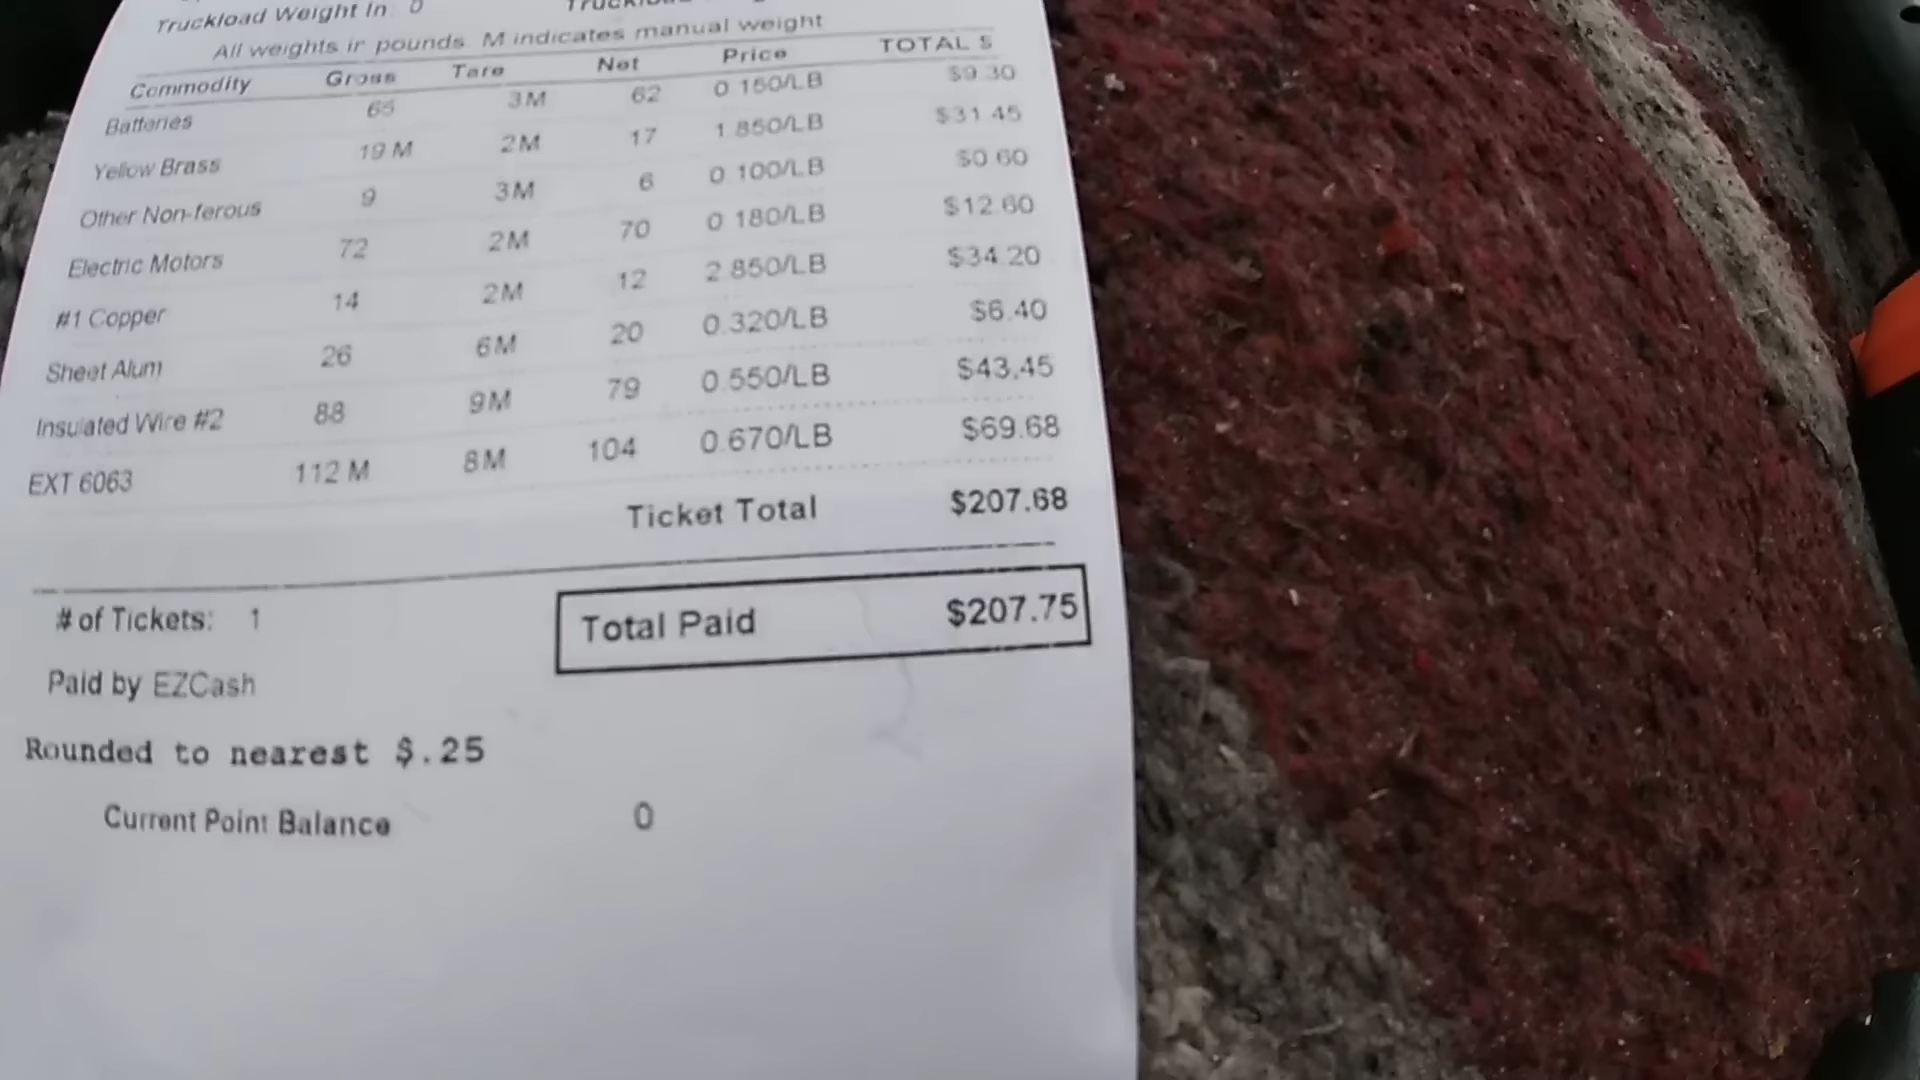 Truckload Weight In 0
All weights in pounds M indicates manual weight
Commodity Gross Tare Net Price TOTAL $
Batteries 65 3M 62 0.150/LB $9.30
Yellow Brass 19 M 2M 17 1.850/LB $31.45
Other Non-ferous 9 3M 6 0.100/LB $0.60
Electric Motors 72 2M 70 0.180/LB $12.60
#1 Copper 14 2M 12 2.850/LB $34.20
Sheet Alum 26 6M 20 0.320/LB $6.40
Insulated Wire #2 88 9M 79 0.550/LB $43.45
EXT 6063 112 M 8M 104 0.670/LB $69.68
Ticket Total $207.68
# of Tickets: 1
Total Paid $207.75
Paid by EZCash
Rounded to nearest $.25
Current Point Balance 0